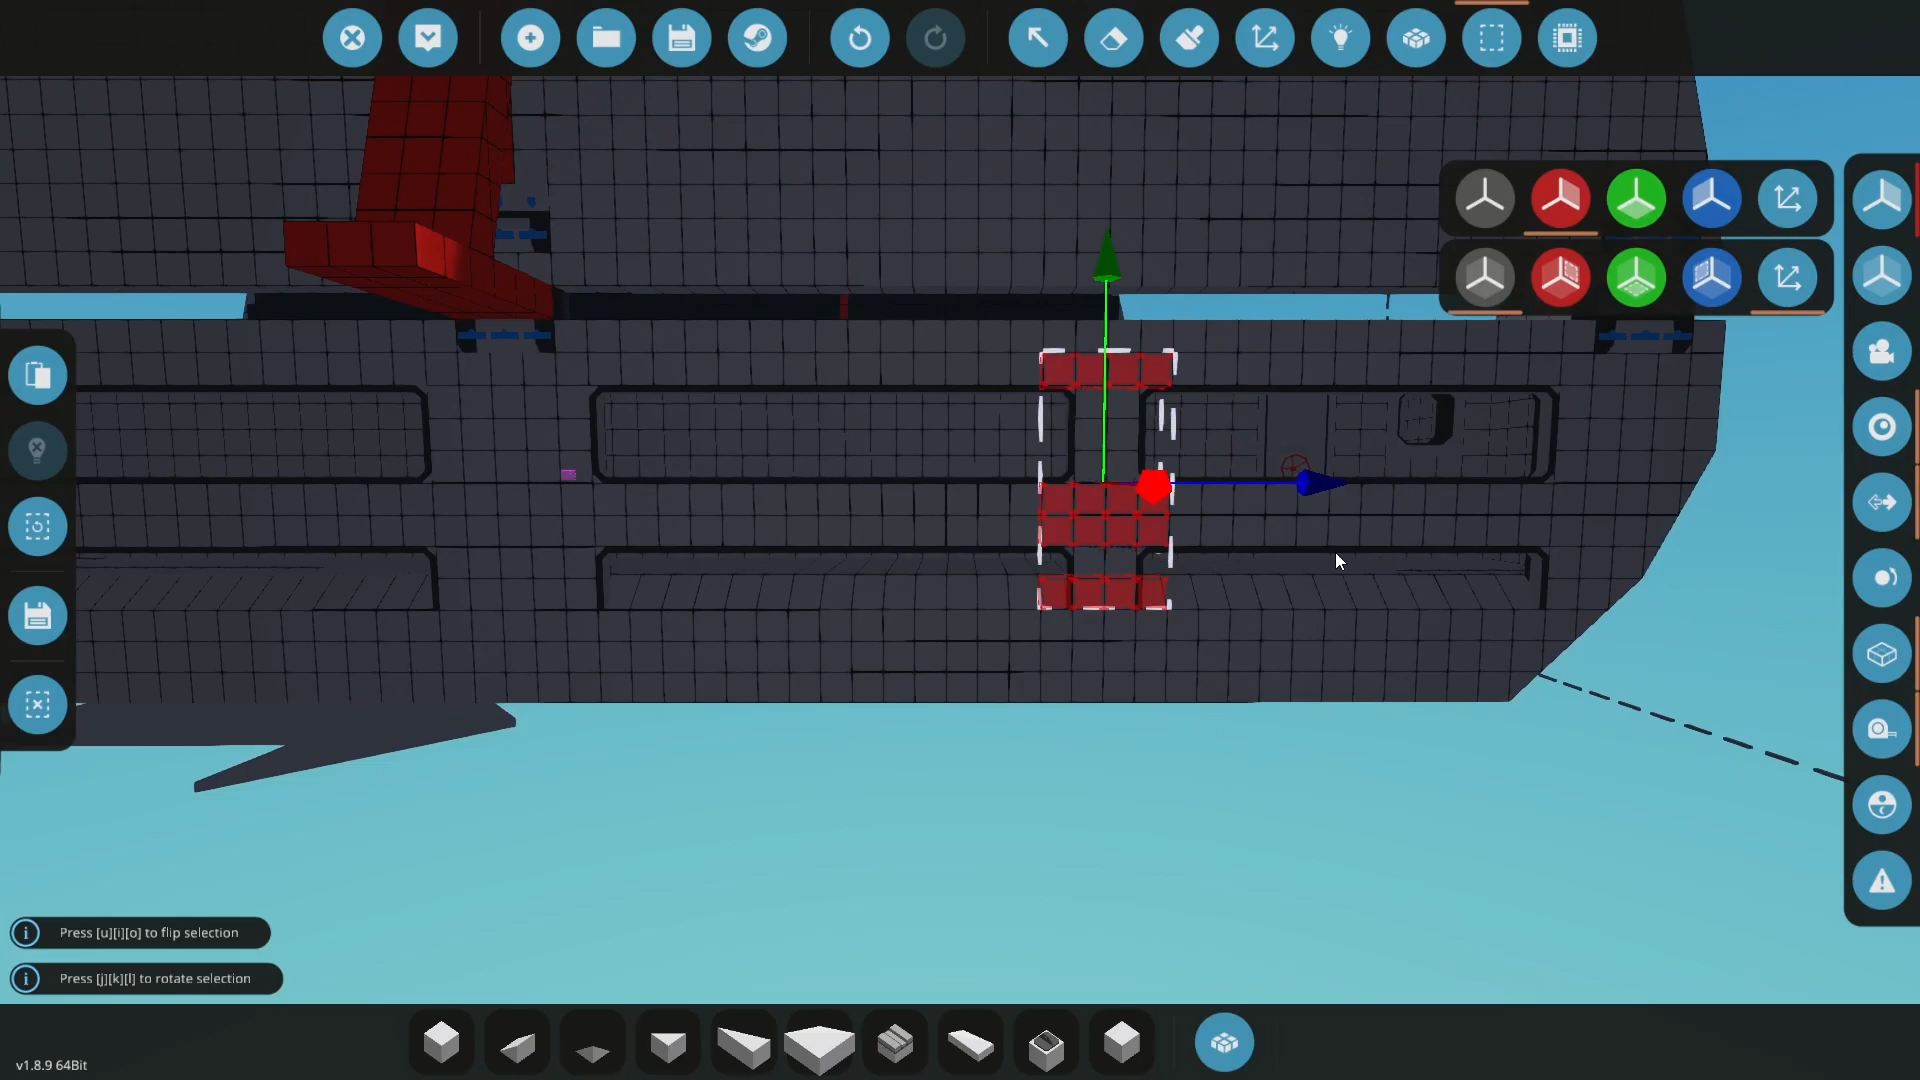 Press [u][i][o] to flip selection
Press [j][k][l] to rotate selection
v1.8.9 64Bit